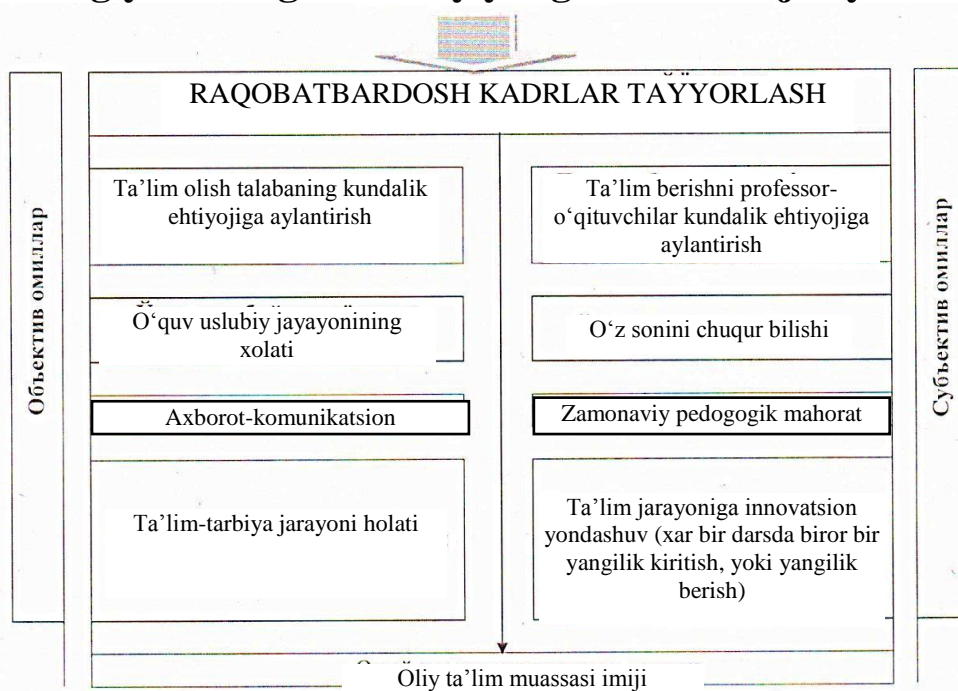 RAQOBATBARDOSH KADRLAR TAYYORLASH
Объектив омиллар
Ta’lim olish talabaning kundalik
ehtiyojiga aylantirish
Ta’lim berishni professor-
o‘qituvchilar kundalik ehtiyojiga
aylantirish
O‘quv uslubiy jayayonining
xolati
O‘z sonini chuqur bilishi
Axborot-komunikatsion
Zamonaviy pedogogik mahorat
Ta’lim-tarbiya jarayoni holati
Ta’lim jarayoniga innovatsion
yondashuv (xar bir darsda biror bir
yangilik kiritish, yoki yangilik
berish)
Субъектив омиллар
Oliy ta’lim muassasi imiji